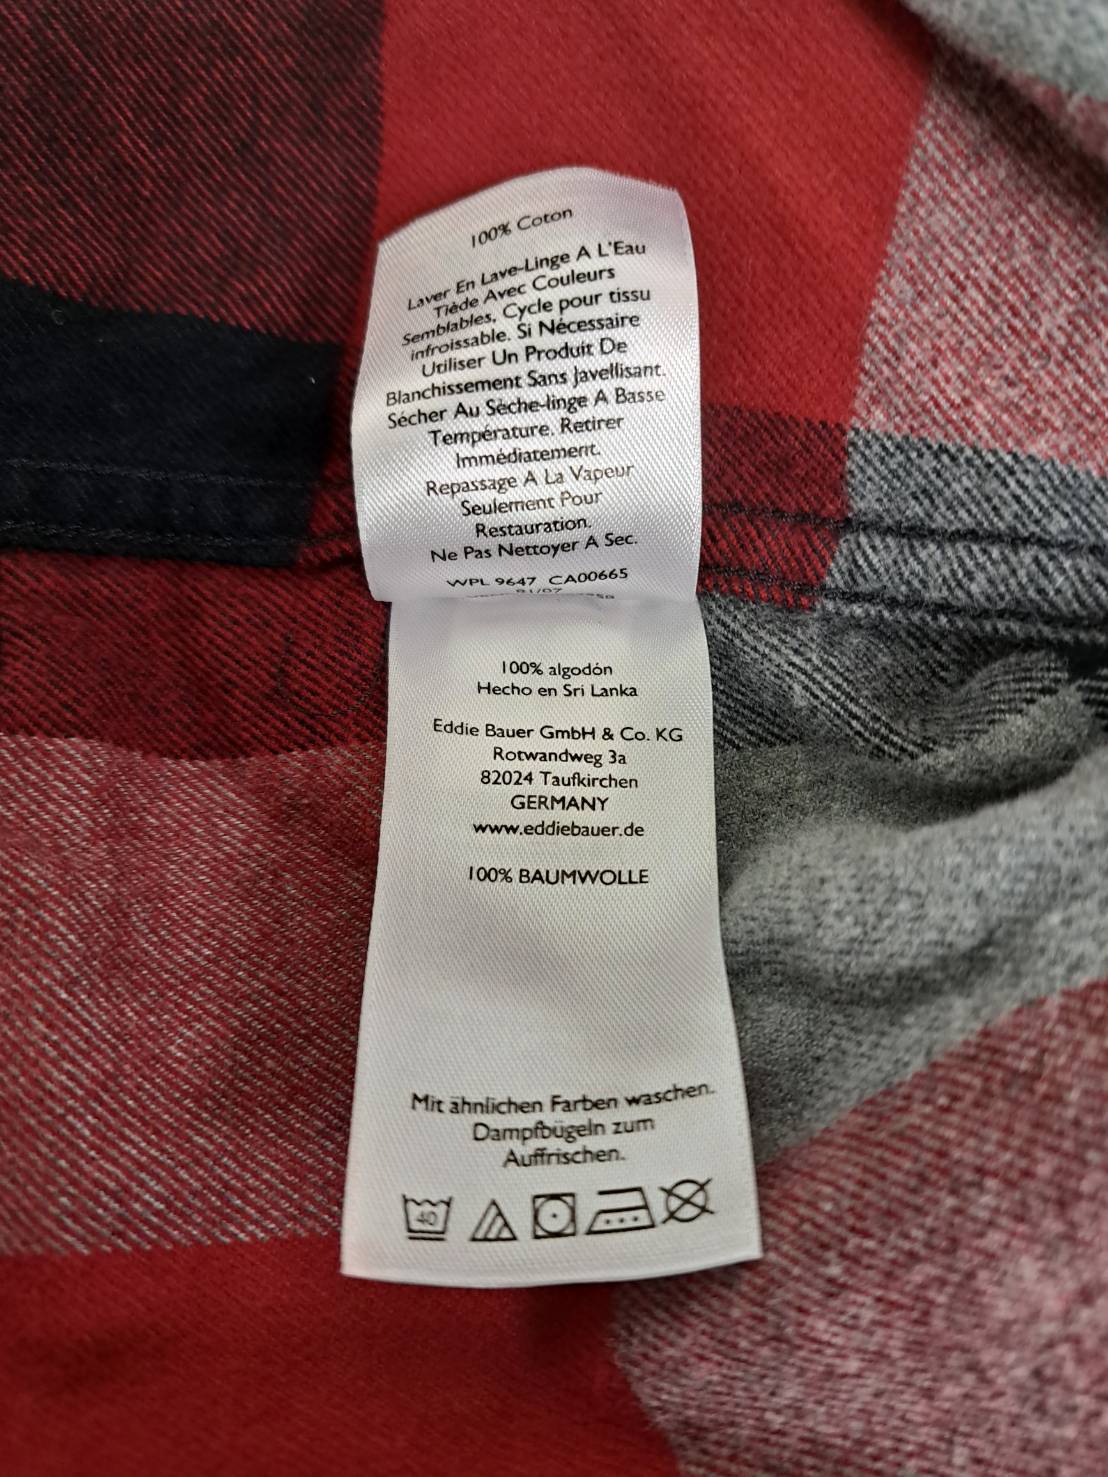 100% Coton
Laver En Lave-Linge A L'Eau
Tiède Avec Couleurs
Semblables, Cycle pour tissu
infroissable. Si Nécessaire
Utiliser Un Produit De
Blanchissement Sans Javellisant.
Sécher Au Sèche-linge A Basse
Température. Retirer
Immédiatement.
Repassage A La Vapeur
Seulement Pour
Restauration.
Ne Pas Nettoyer A Sec.
WPL 9647 CA00665
100% algodón
Hecho en Sri Lanka
Eddie Bauer GmbH & Co. KG
Rotwandweg 3a
82024 Taufkirchen
GERMANY
www.eddiebauer.de
100% BAUMWOLLE
Mit ähnlichen Farben waschen.
Dampfbügeln zum
Auffrischen.
40